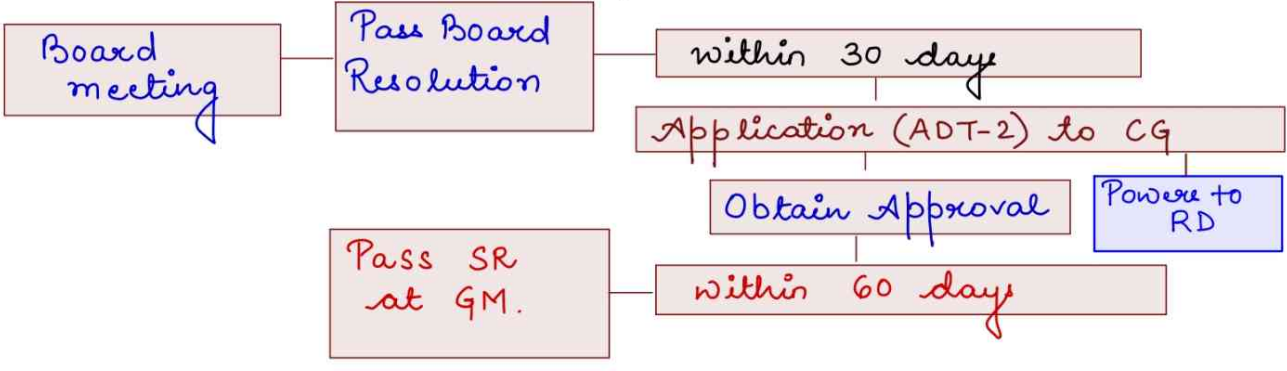 Board
meeting
Pass Board
Resolution
within 30 days
Application (ADT-2) to CG
Obtain Approval
Powers to
RD
Pass SR
at GM.
within 60 days